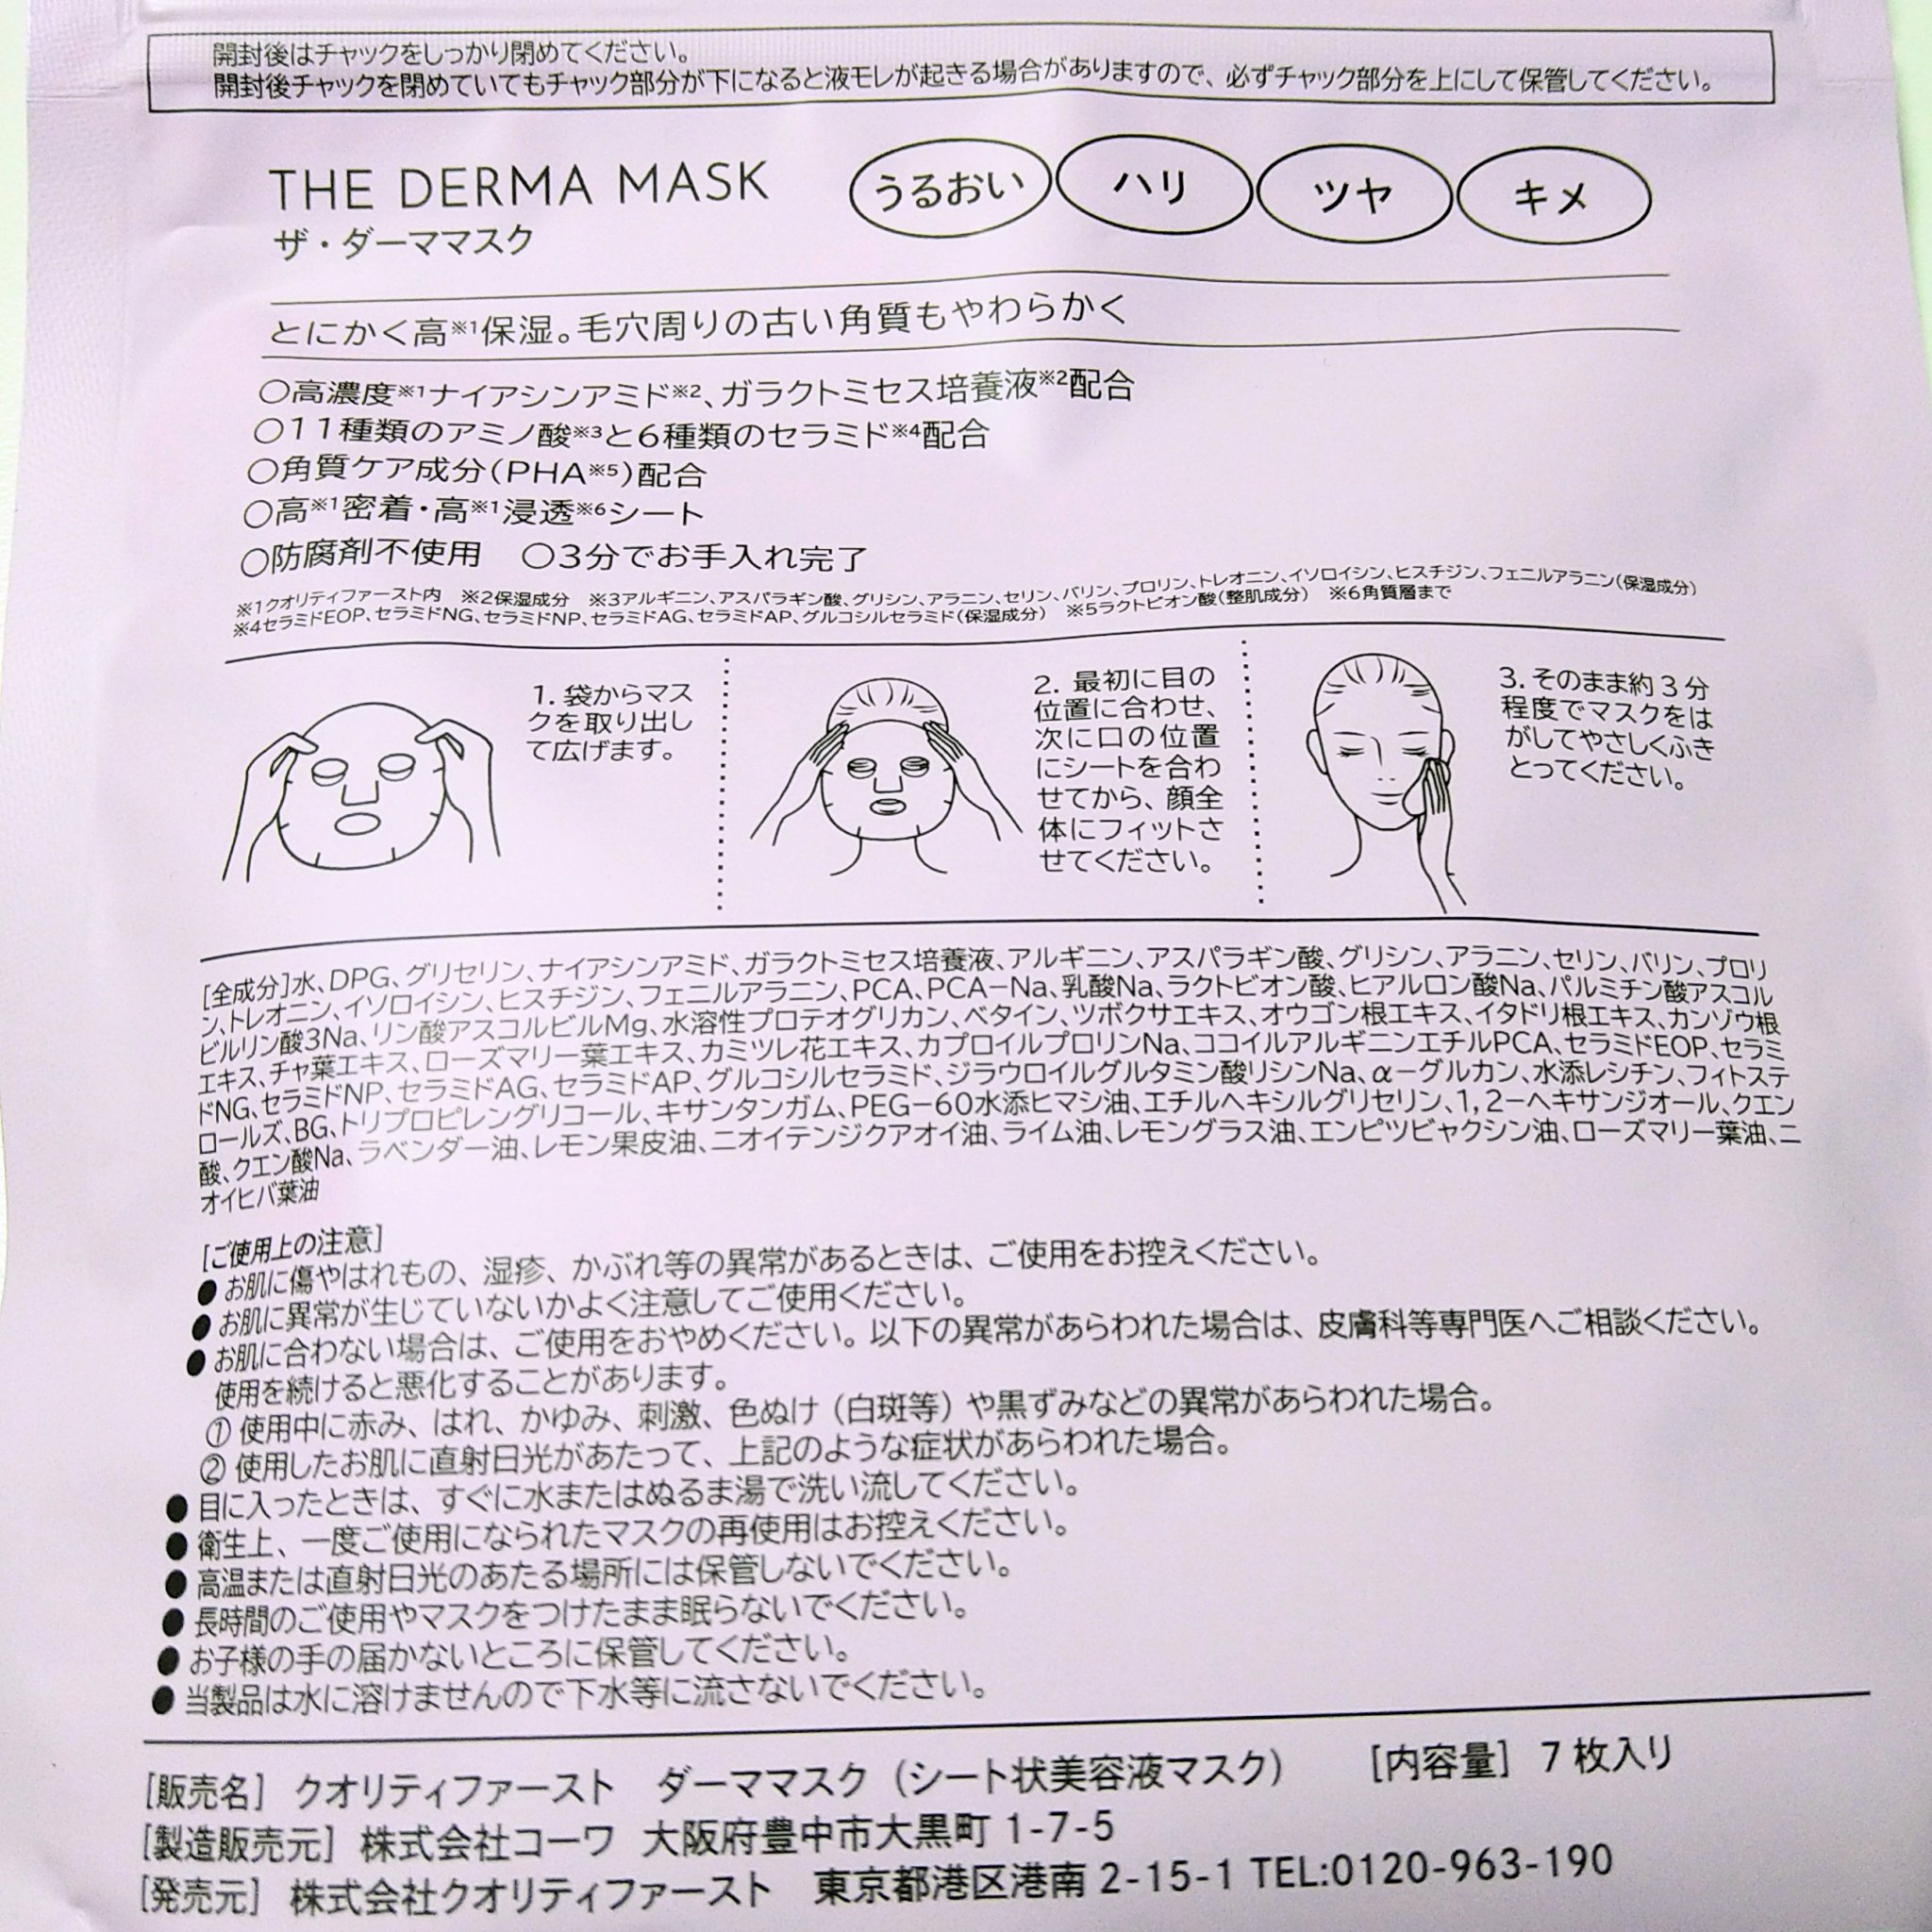 開封後はチャックをしっかり閉めてください。
開封後チャックを閉めていてもチャック部分が下になると液モレが起きる場合がありますので、必ずチャック部分を上にして保管してください。
THE DERMA MASK
うるおい ハリ ツヤ キメ
ザ・ダーママスク
とにかく高※1保湿。毛穴周りの古い角質もやわらかく
○高濃度※1ナイアシンアミド※2、ガラクトミセス培養液※2配合
○11種類のアミノ酸※3と6種類のセラミド※4配合
○角質ケア成分(PHA※5)配合
○高※1密着・高※1浸透※6シート
○防腐剤不使用 ○3分でお手入れ完了
※1クオリティファースト内 ※2保湿成分 ※3アルギニン、アスパラギン酸、グリシン、アラニン、セリン、バリン、プロリン、トレオニン、イソロイシン、ヒスチジン、フェニルアラニン(保湿成分)
※4セラミドEOP、セラミドNG、セラミドNP、セラミドAG、セラミドAP、グルコシルセラミド(保湿成分) ※5ラクトビオン酸(整肌成分) ※6角質層まで
1. 袋からマス
クを取り出し
て広げます。
2. 最初に目の
位置に合わせ、
次に口の位置
にシートを合わ
せてから、顔全
体にフィットさ
せてください。
3. そのまま約3分
程度でマスクをは
がしてやさしくふき
とってください。
[全成分]水、DPG、グリセリン、ナイアシンアミド、ガラクトミセス培養液、アルギニン、アスパラギン酸、グリシン、アラニン、セリン、バリン、プロリ
ン、トレオニン、イソロイシン、ヒスチジン、フェニルアラニン、PCA、PCA-Na、乳酸Na、ラクトビオン酸、ヒアルロン酸Na、パルミチン酸アスコル
ビルリン酸3Na、リン酸アスコルビルMg、水溶性プロテオグリカン、ベタイン、ツボクサエキス、オウゴン根エキス、イタドリ根エキス、カンゾウ根
エキス、チャ葉エキス、ローズマリー葉エキス、カミツレ花エキス、カプロイルプロリンNa、ココイルアルギニンエチルPCA、セラミドEOP、セラミ
ドNG、セラミドNP、セラミドAG、セラミドAP、グルコシルセラミド、ジラウロイルグルタミン酸リシンNa、α-グルカン、水添レシチン、フィトステ
ロールズ、BG、トリプロピレングリコール、キサンタンガム、PEG-60水添ヒマシ油、エチルヘキシルグリセリン、1,2-ヘキサンジオール、クエン
酸、クエン酸Na、ラベンダー油、レモン果皮油、ニオイテンジクアオイ油、ライム油、レモングラス油、エンピツビャクシン油、ローズマリー葉油、ニ
オイヒバ葉油
[ご使用上の注意]
● お肌に傷やはれもの、湿疹、かぶれ等の異常があるときは、ご使用をお控えください。
● お肌に異常が生じていないかよく注意してご使用ください。
● お肌に合わない場合は、ご使用をおやめください。以下の異常があらわれた場合は、皮膚科等専門医へご相談ください。
使用を続けると悪化することがあります。
① 使用中に赤み、はれ、かゆみ、刺激、色ぬけ（白斑等）や黒ずみなどの異常があらわれた場合。
② 使用したお肌に直射日光があたって、上記のような症状があらわれた場合。
● 目に入ったときは、すぐに水またはぬるま湯で洗い流してください。
● 衛生上、一度ご使用になられたマスクの再使用はお控えください。
● 高温または直射日光のあたる場所には保管しないでください。
● 長時間のご使用やマスクをつけたまま眠らないでください。
● お子様の手の届かないところに保管してください。
● 当製品は水に溶けませんので下水等に流さないでください。
[販売名] クオリティファースト ダーママスク（シート状美容液マスク） [内容量] 7枚入り
[製造販売元] 株式会社コーワ 大阪府豊中市大黒町1-7-5
[発売元] 株式会社クオリティファースト 東京都港区港南2-15-1 TEL:0120-963-190